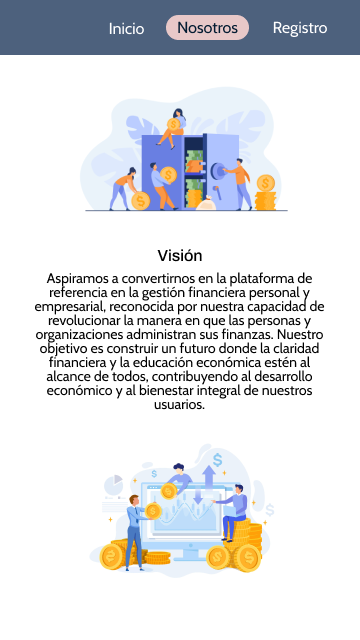 Inicio Nosotros Registro
Visión
Aspiramos a convertirnos en la plataforma de
referencia en la gestión financiera personal y
empresarial, reconocida por nuestra capacidad de
revolucionar la manera en que las personas y
organizaciones administran sus finanzas. Nuestro
objetivo es construir un futuro donde la claridad
financiera y la educación económica estén al
alcance de todos, contribuyendo al desarrollo
económico y al bienestar integral de nuestros
usuarios.